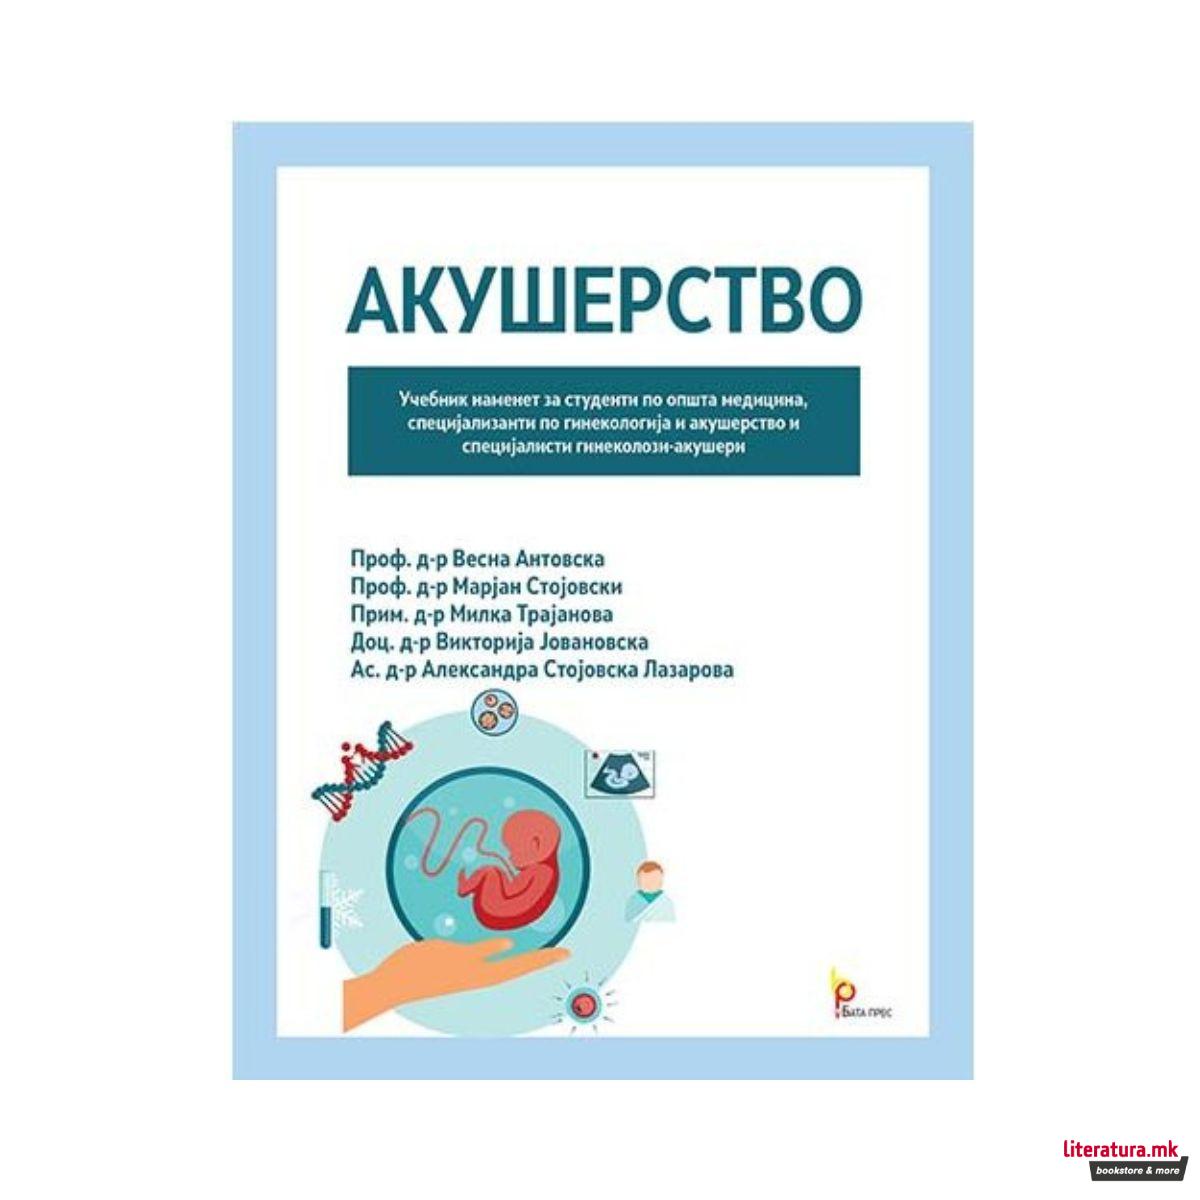 АКУШЕРСТВО
Учебник наменет за студенти по општа медицина,
специјализанти по гинекологија и акушерство и
специјалисти гинеколози-акушери
Проф. д-р Весна Антовска
Проф. д-р Марјан Стојовски
Прим. д-р Милка Трајанова
Доц. д-р Викторија Јовановска
Ас. д-р Александра Стојовска Лазарова
БАТА ПРЕС
literatura.mk
bookstore & more